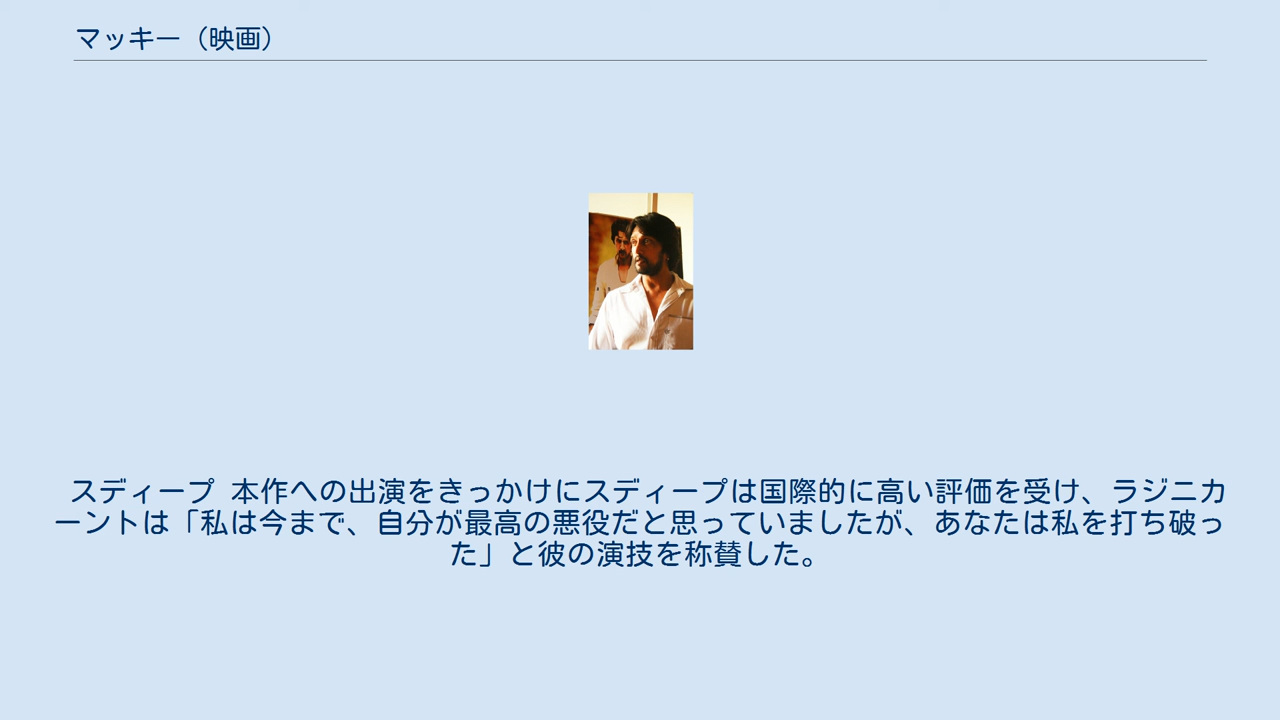 マッキー（映画）
スディープ 本作への出演をきっかけにスディープは国際的に高い評価を受け、ラジニカ
ーントは「私は今まで、自分が最高の悪役だと思っていましたが、あなたは私を打ち破っ
た」と彼の演技を称賛した。